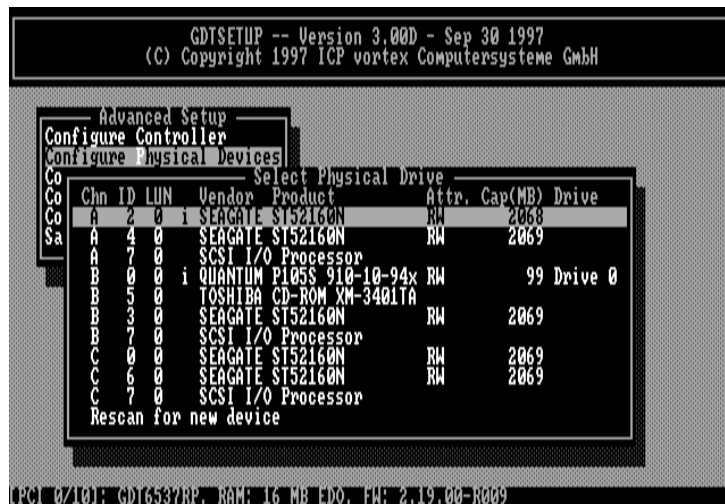 GDTSETUP -- Version 3.00D - Sep 30 1997
(C) Copyright 1997 ICP vortex Computersysteme GmbH
Advanced Setup
Configure Controller
Configure Physical Devices
Co
Co
Co
Sa
Select Physical Drive
Chn ID LUN Vendor Product Attr. Cap(MB) Drive
A 2 0 i SEAGATE ST52160N RW 2068
A 4 0 SEAGATE ST52160N RW 2069
A 7 0 SCSI I/O Processor
B 0 0 i QUANTUM P105S 910-10-94x RW 99 Drive 0
B 5 0 TOSHIBA CD-ROM XM-3401TA
B 3 0 SEAGATE ST52160N RW 2069
B 7 0 SCSI I/O Processor
C 0 0 SEAGATE ST52160N RW 2069
C 6 0 SEAGATE ST52160N RW 2069
C 7 0 SCSI I/O Processor
Rescan for new device
[PCI 0/10]: GDT6537RP, RAM: 16 MB EDO, FW: 2.19.00-R009